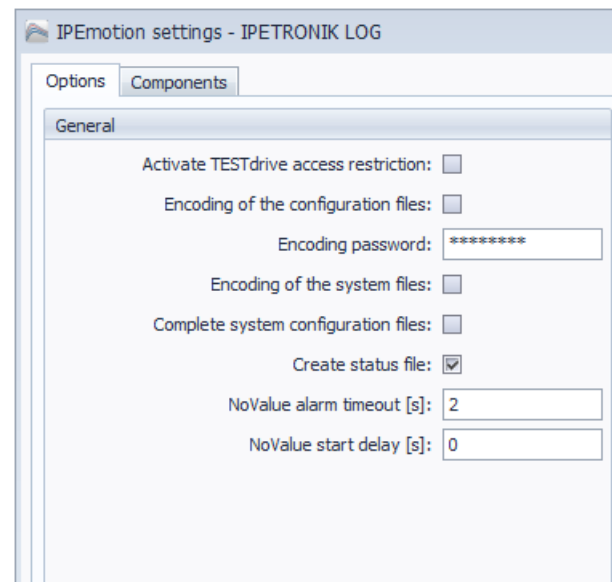 IPEmotion settings - IPETRONIK LOG
Options Components
General
Activate TESTdrive access restriction:
Encoding of the configuration files:
Encoding password: ********
Encoding of the system files:
Complete system configuration files:
Create status file:
NoValue alarm timeout [s]: 2
NoValue start delay [s]: 0